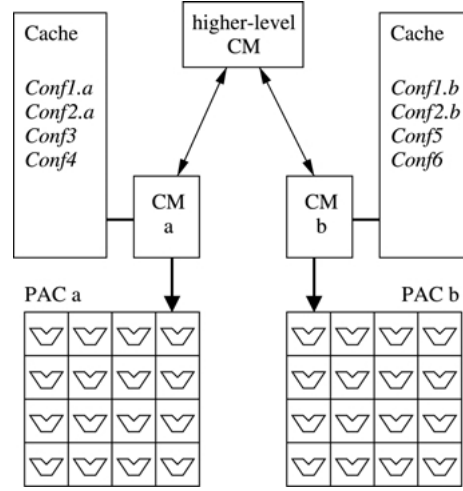 Cache
Conf1.a
Conf2.a
Conf3
Conf4
higher-level
CM
Cache
Conf1.b
Conf2.b
Conf5
Conf6
CM
a
CM
b
PAC a
PAC b